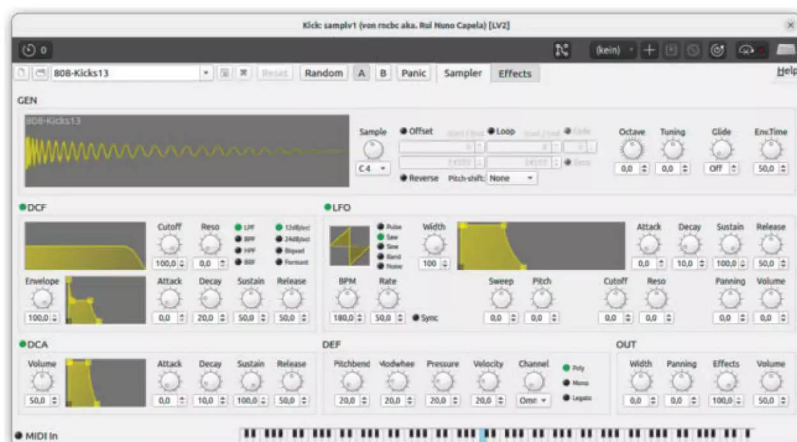 Kick: samplv1 (von rncbc aka. Rui Nuno Capela) [LV2]
0
(kein)
808-Kicks13
Reset
Random
A
B
Panic
Sampler
Effects
Help
GEN
808-Kicks13
Sample
Offset
Loop
Octave
Tuning
Glide
Env.Time
C4
Reverse
Pitch-shift:
None
0,0
0,0
Off
50,0
DCF
Cutoff
Reso
LPF
BPF
HPF
BRF
12dB/oct
24dB/oct
Biquad
Formant
100,0
0,0
Envelope
Attack
Decay
Sustain
Release
100,0
0,0
20,0
50,0
50,0
LFO
Pulse
Saw
Sine
Rand
Noise
Width
100
Attack
Decay
Sustain
Release
0,0
10,0
100,0
50,0
BPM
Rate
Sweep
Pitch
Cutoff
Reso
Panning
Volume
180,0
50,0
Sync
0,0
0,0
0,0
0,0
0,0
0,0
DCA
Volume
Attack
Decay
Sustain
Release
50,0
0,0
10,0
100,0
50,0
DEF
Pitchbend
Modwhee
Pressure
Velocity
Channel
Poly
Mono
Legato
20,0
20,0
20,0
20,0
Omn
OUT
Width
Panning
Effects
Volume
0,0
0,0
100,0
50,0
MIDI In